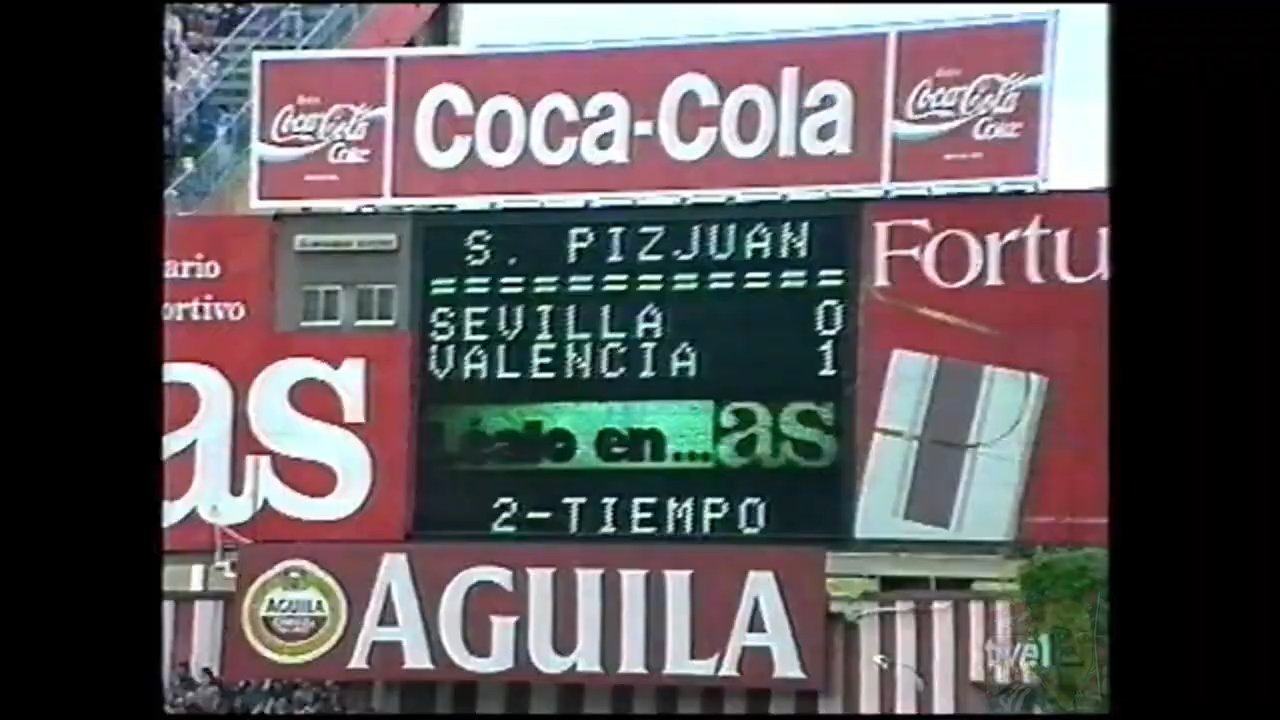 Coca-Cola
Coca-Cola
Coke
Coca-Cola
Coke
S. PIZJUAN
============
SEVILLA 0
VALENCIA 1
Léalo en... as
2-TIEMPO
ario
ortivo
as
Fortu
AGUILA
AGUILA
tve1